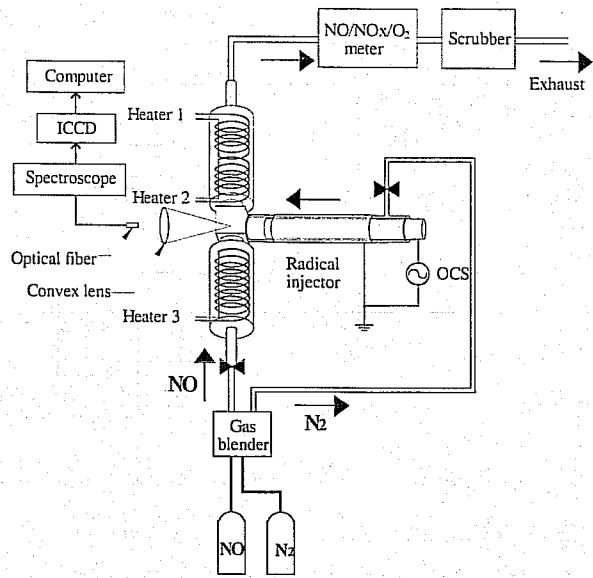 NO/NOx/O2
meter
Scrubber
Exhaust
Computer
ICCD
Spectroscope
Heater 1
Heater 2
Optical fiber
Convex lens
Heater 3
Radical
injector
OCS
NO
N2
Gas
blender
NO
N2